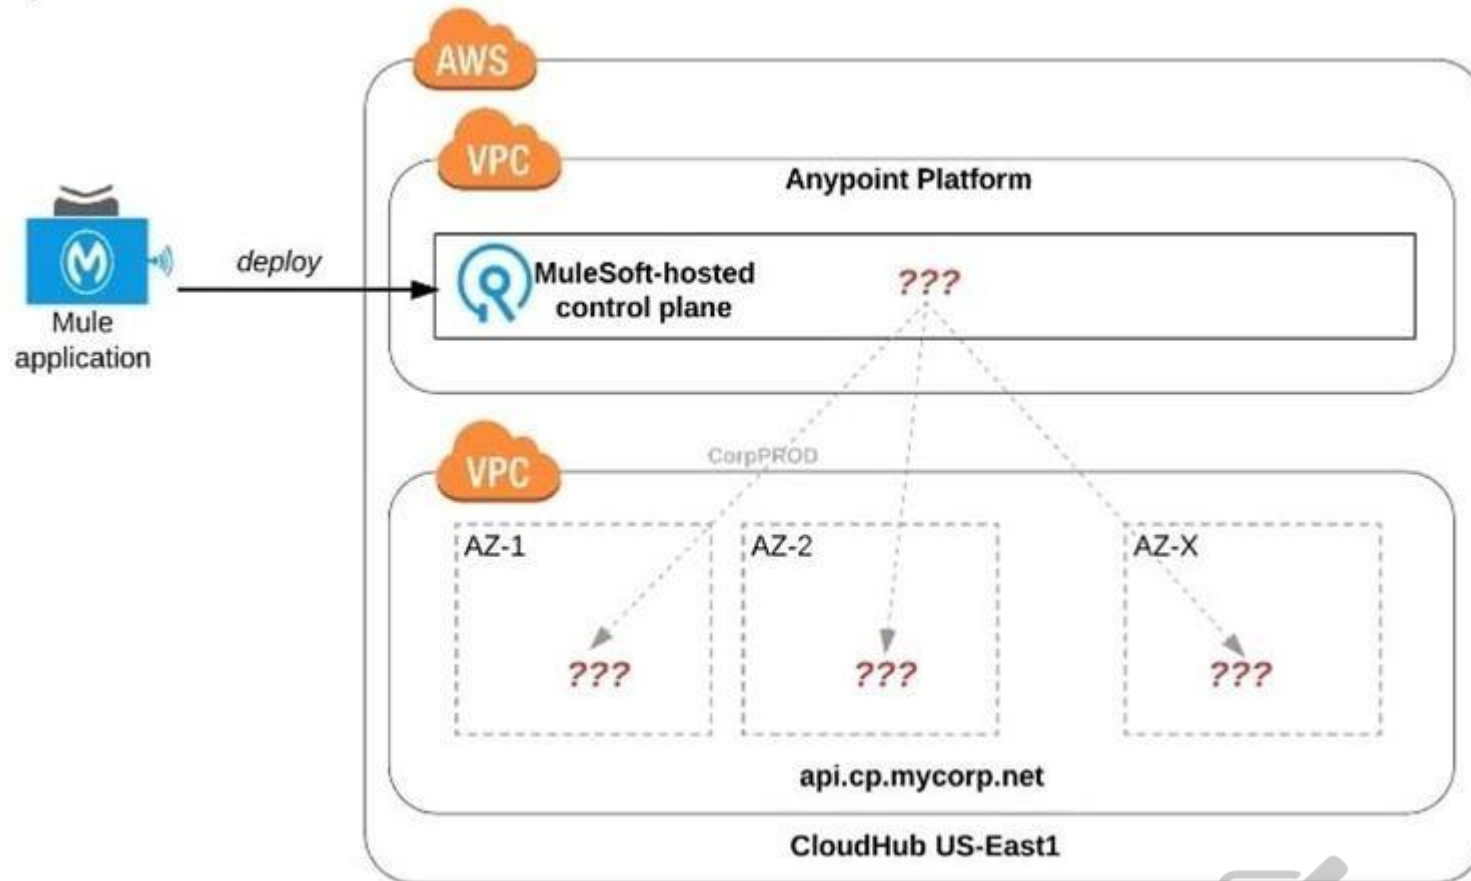 AWS
VPC
Anypoint Platform
deploy
MuleSoft-hosted
control plane
???
Mule
application
CorpPROD
VPC
AZ-1
AZ-2
AZ-X
???
???
???
api.cp.mycorp.net
CloudHub US-East1